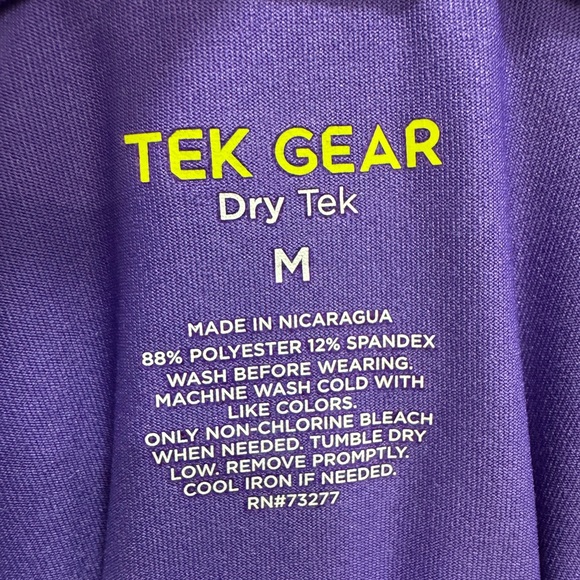 TEK GEAR
Dry Tek
M
MADE IN NICARAGUA
88% POLYESTER 12% SPANDEX
WASH BEFORE WEARING.
MACHINE WASH COLD WITH
LIKE COLORS.
ONLY NON-CHLORINE BLEACH
WHEN NEEDED. TUMBLE DRY
LOW. REMOVE PROMPTLY.
COOL IRON IF NEEDED.
RN#73277